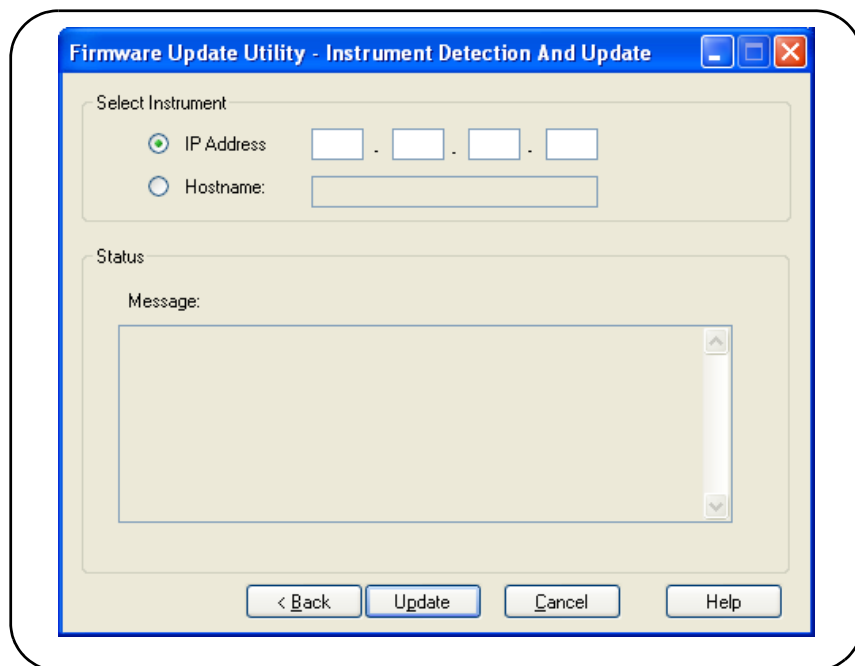 Firmware Update Utility - Instrument Detection And Update
Select Instrument
IP Address . . .
Hostname:
Status
Message:
< Back Update Cancel Help